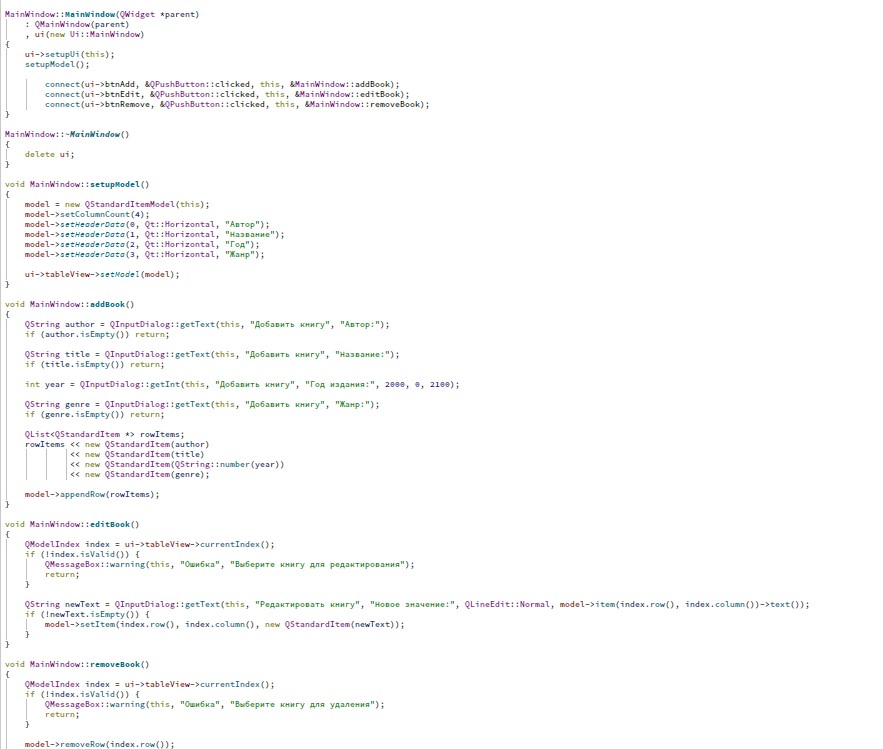 MainWindow::MainWindow(QWidget *parent)
    : QMainWindow(parent)
    , ui(new Ui::MainWindow)
{
    ui->setupUi(this);
    setupModel();

        connect(ui->btnAdd, &QPushButton::clicked, this, &MainWindow::addBook);
        connect(ui->btnEdit, &QPushButton::clicked, this, &MainWindow::editBook);
        connect(ui->btnRemove, &QPushButton::clicked, this, &MainWindow::removeBook);
}

MainWindow::~MainWindow()
{
    delete ui;
}

void MainWindow::setupModel()
{
    model = new QStandardItemModel(this);
    model->setColumnCount(4);
    model->setHeaderData(0, Qt::Horizontal, "Автор");
    model->setHeaderData(1, Qt::Horizontal, "Название");
    model->setHeaderData(2, Qt::Horizontal, "Год");
    model->setHeaderData(3, Qt::Horizontal, "Жанр");

    ui->tableView->setModel(model);
}

void MainWindow::addBook()
{
    QString author = QInputDialog::getText(this, "Добавить книгу", "Автор:");
    if (author.isEmpty()) return;

    QString title = QInputDialog::getText(this, "Добавить книгу", "Название:");
    if (title.isEmpty()) return;

    int year = QInputDialog::getInt(this, "Добавить книгу", "Год издания:", 2000, 0, 2100);

    QString genre = QInputDialog::getText(this, "Добавить книгу", "Жанр:");
    if (genre.isEmpty()) return;

    QList<QStandardItem *> rowItems;
    rowItems << new QStandardItem(author)
             << new QStandardItem(title)
             << new QStandardItem(QString::number(year))
             << new QStandardItem(genre);

    model->appendRow(rowItems);
}

void MainWindow::editBook()
{
    QModelIndex index = ui->tableView->currentIndex();
    if (!index.isValid()) {
        QMessageBox::warning(this, "Ошибка", "Выберите книгу для редактирования");
        return;
    }

    QString newText = QInputDialog::getText(this, "Редактировать книгу", "Новое значение:", QLineEdit::Normal, model->item(index.row(), index.column())->text());
    if (!newText.isEmpty()) {
        model->setItem(index.row(), index.column(), new QStandardItem(newText));
    }
}

void MainWindow::removeBook()
{
    QModelIndex index = ui->tableView->currentIndex();
    if (!index.isValid()) {
        QMessageBox::warning(this, "Ошибка", "Выберите книгу для удаления");
        return;
    }

    model->removeRow(index.row());